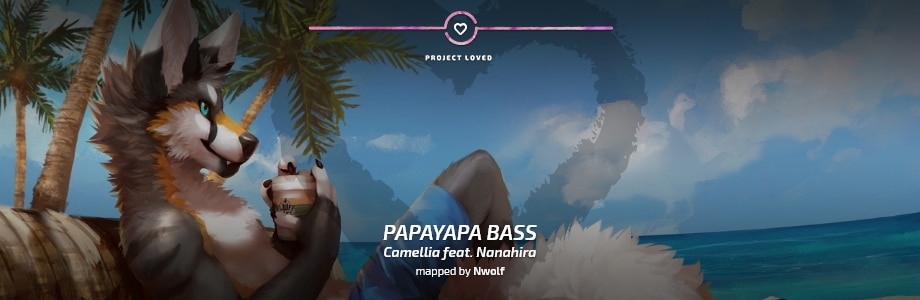 PROJECT LOVED
PAPAYAPA BASS
Camellia feat. Nanahira
mapped by Nwolf